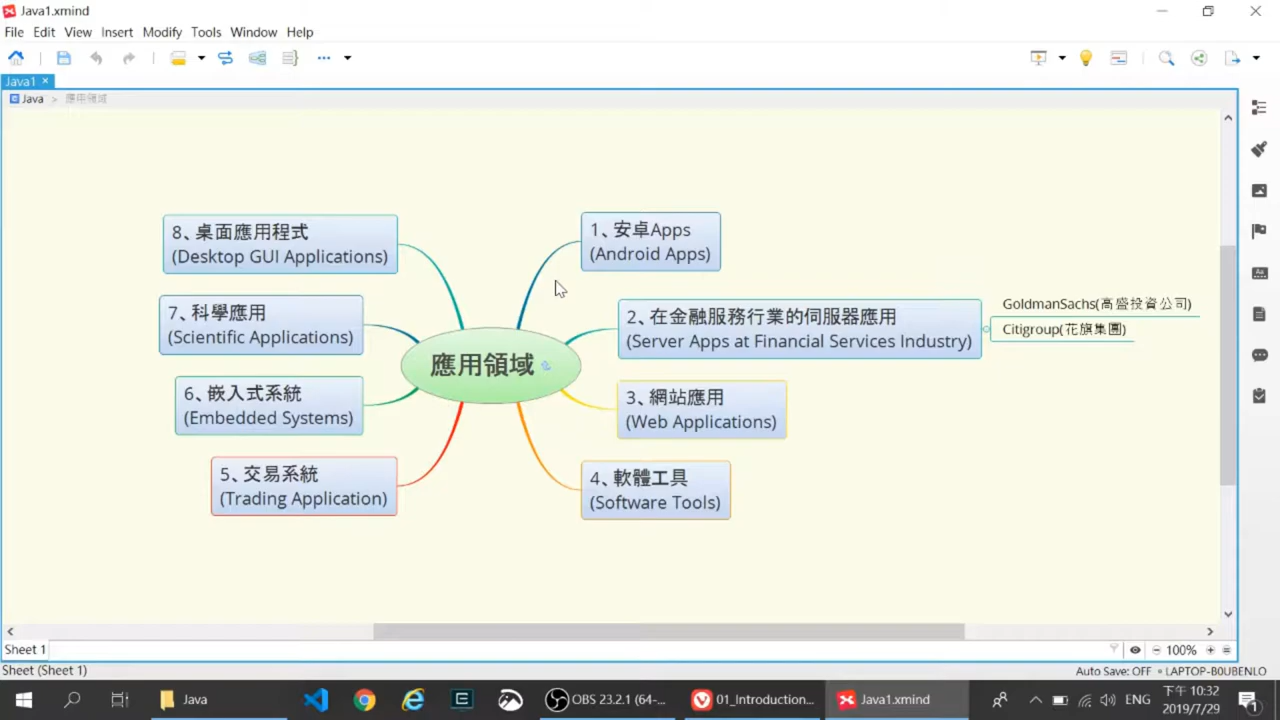 Java1.xmind
File Edit View Insert Modify Tools Window Help
Java1
Java > 應用領域
8、桌面應用程式
(Desktop GUI Applications)
7、科學應用
(Scientific Applications)
6、嵌入式系統
(Embedded Systems)
5、交易系統
(Trading Application)
應用領域
1、安卓Apps
(Android Apps)
2、在金融服務行業的伺服器應用
(Server Apps at Financial Services Industry)
GoldmanSachs(高盛投資公司)
Citigroup(花旗集團)
3、網站應用
(Web Applications)
4、軟體工具
(Software Tools)
Sheet 1
100%
Sheet (Sheet 1)
Auto Save: OFF
LAPTOP-B0UBENLO
Java
OBS 23.2.1 (64-...
01_Introduction...
Java1.xmind
ENG
下午 10:32
2019/7/29
1